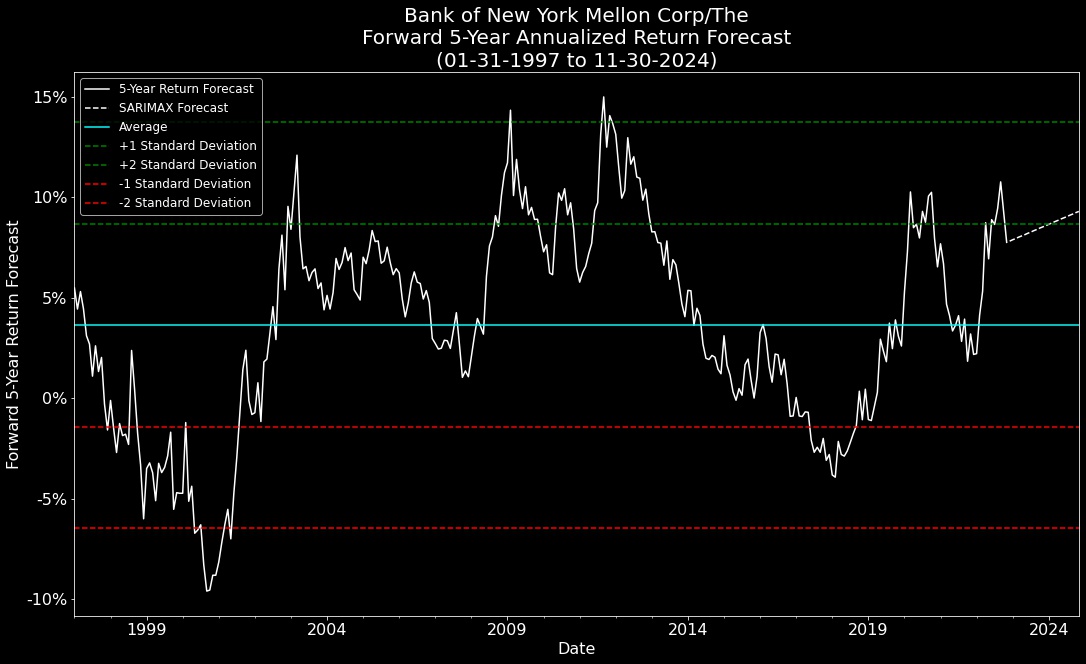 Bank of New York Mellon Corp/The
Forward 5-Year Annualized Return Forecast
(01-31-1997 to 11-30-2024)
5-Year Return Forecast
SARIMAX Forecast
Average
+1 Standard Deviation
+2 Standard Deviation
-1 Standard Deviation
-2 Standard Deviation
Forward 5-Year Return Forecast
15%
10%
5%
0%
-5%
-10%
1999
2004
2009
2014
2019
2024
Date